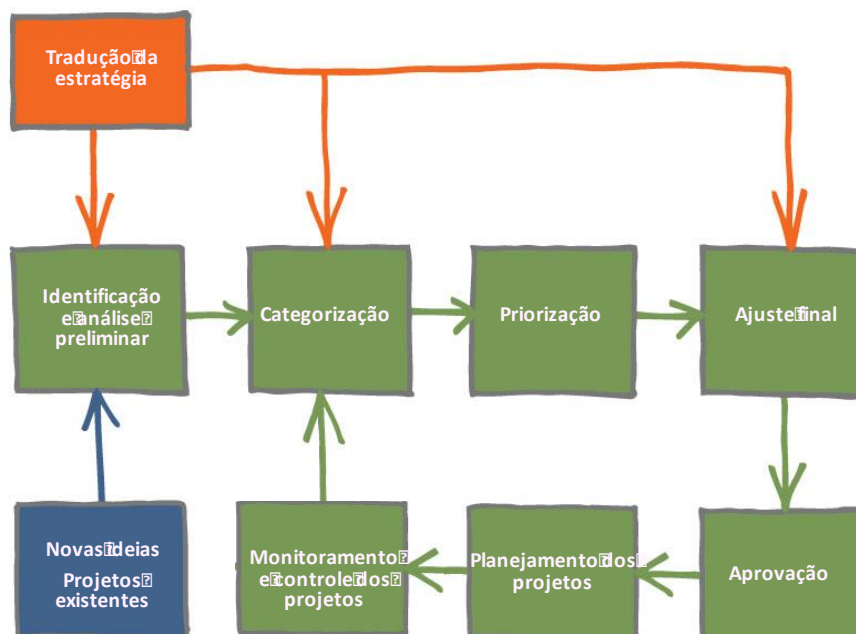 Tradução da
estratégia
Identificação
e análise
preliminar
Categorização
Priorização
Ajuste final
Novas ideias
Projetos
existentes
Monitoramento
e controle dos
projetos
Planejamento dos
projetos
Aprovação